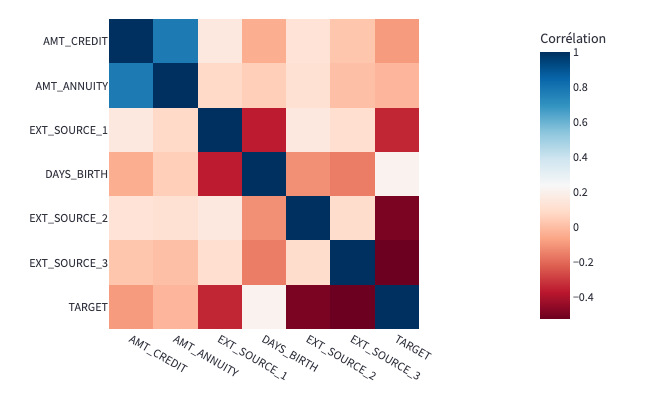 Corrélation
AMT_CREDIT
AMT_ANNUITY
EXT_SOURCE_1
DAYS_BIRTH
EXT_SOURCE_2
EXT_SOURCE_3
TARGET
AMT_CREDIT
AMT_ANNUITY
EXT_SOURCE_1
DAYS_BIRTH
EXT_SOURCE_2
EXT_SOURCE_3
TARGET
1
0.8
0.6
0.4
0.2
0
−0.2
−0.4